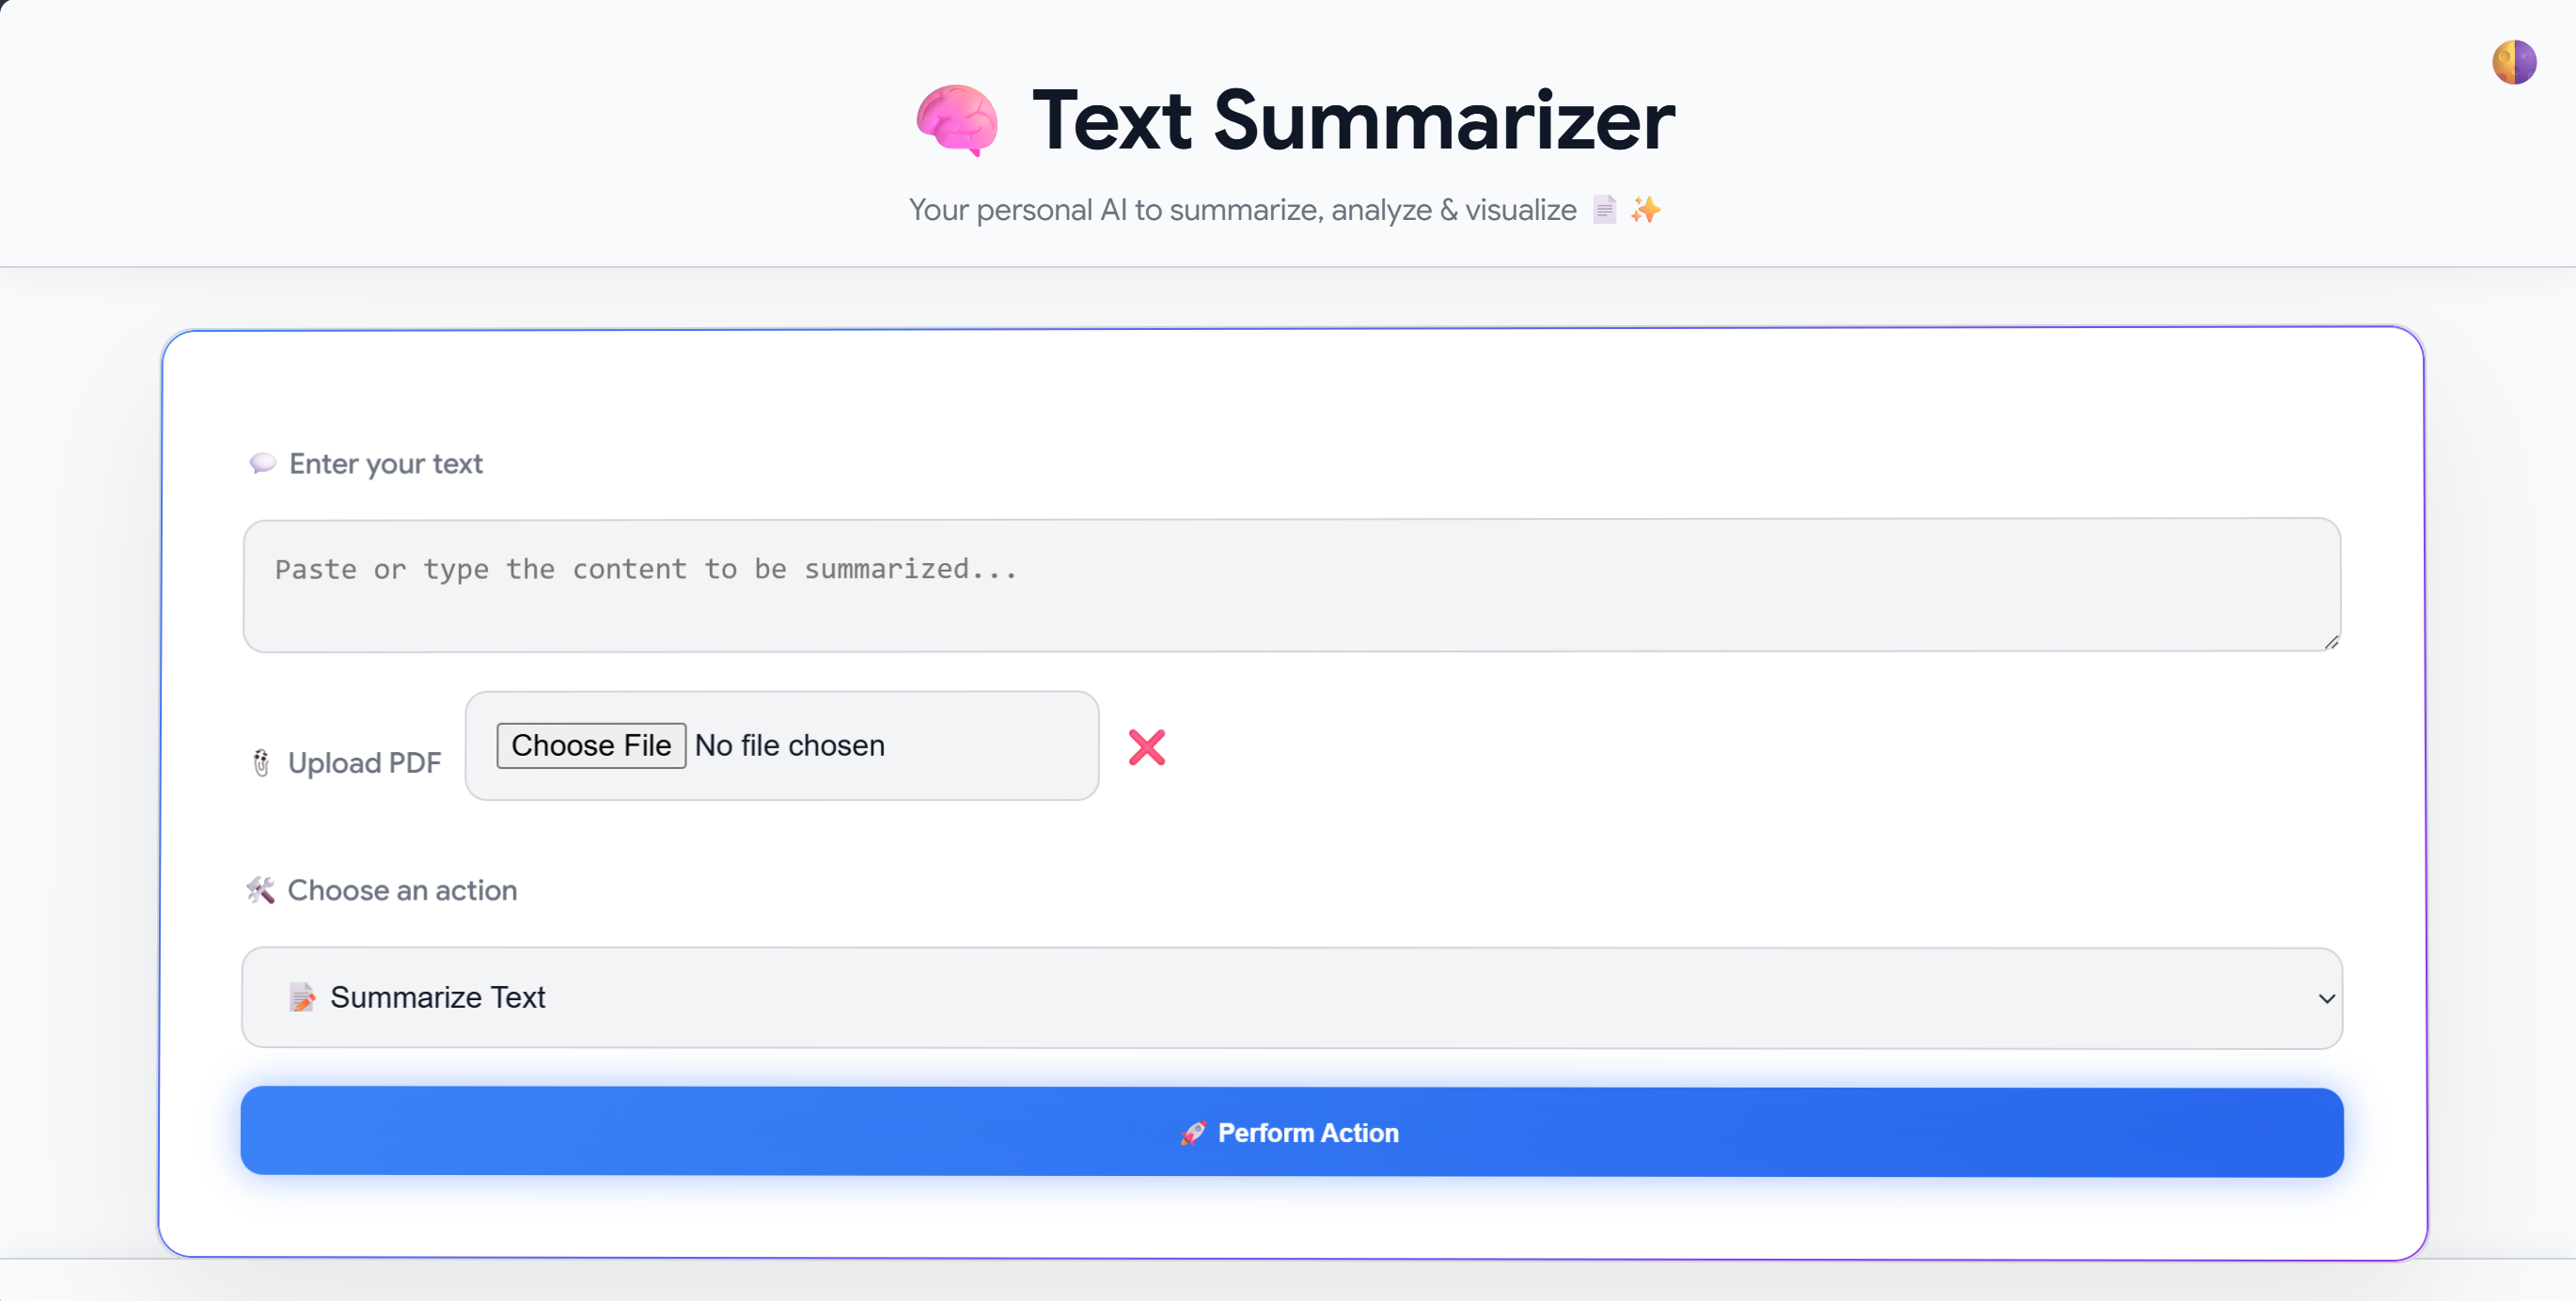 🧠 Text Summarizer
Your personal AI to summarize, analyze & visualize 📄 ✨
💬 Enter your text
Paste or type the content to be summarized...
📎 Upload PDF Choose File No file chosen ❌
🛠️ Choose an action
📝 Summarize Text
🚀 Perform Action